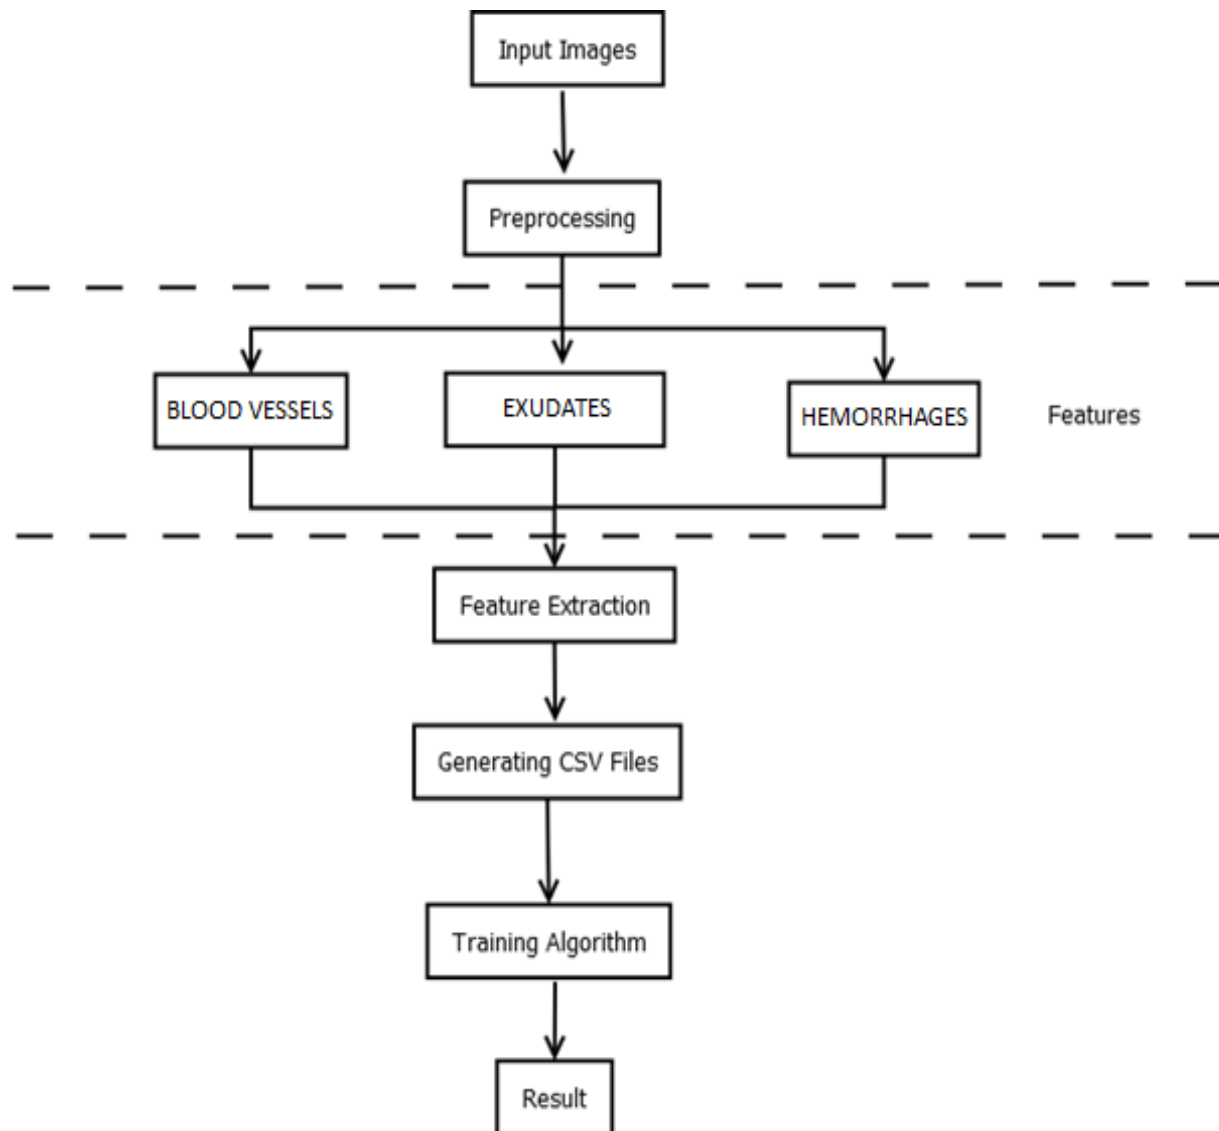 Input Images
Preprocessing
BLOOD VESSELS
EXUDATES
HEMORRHAGES
Features
Feature Extraction
Generating CSV Files
Training Algorithm
Result